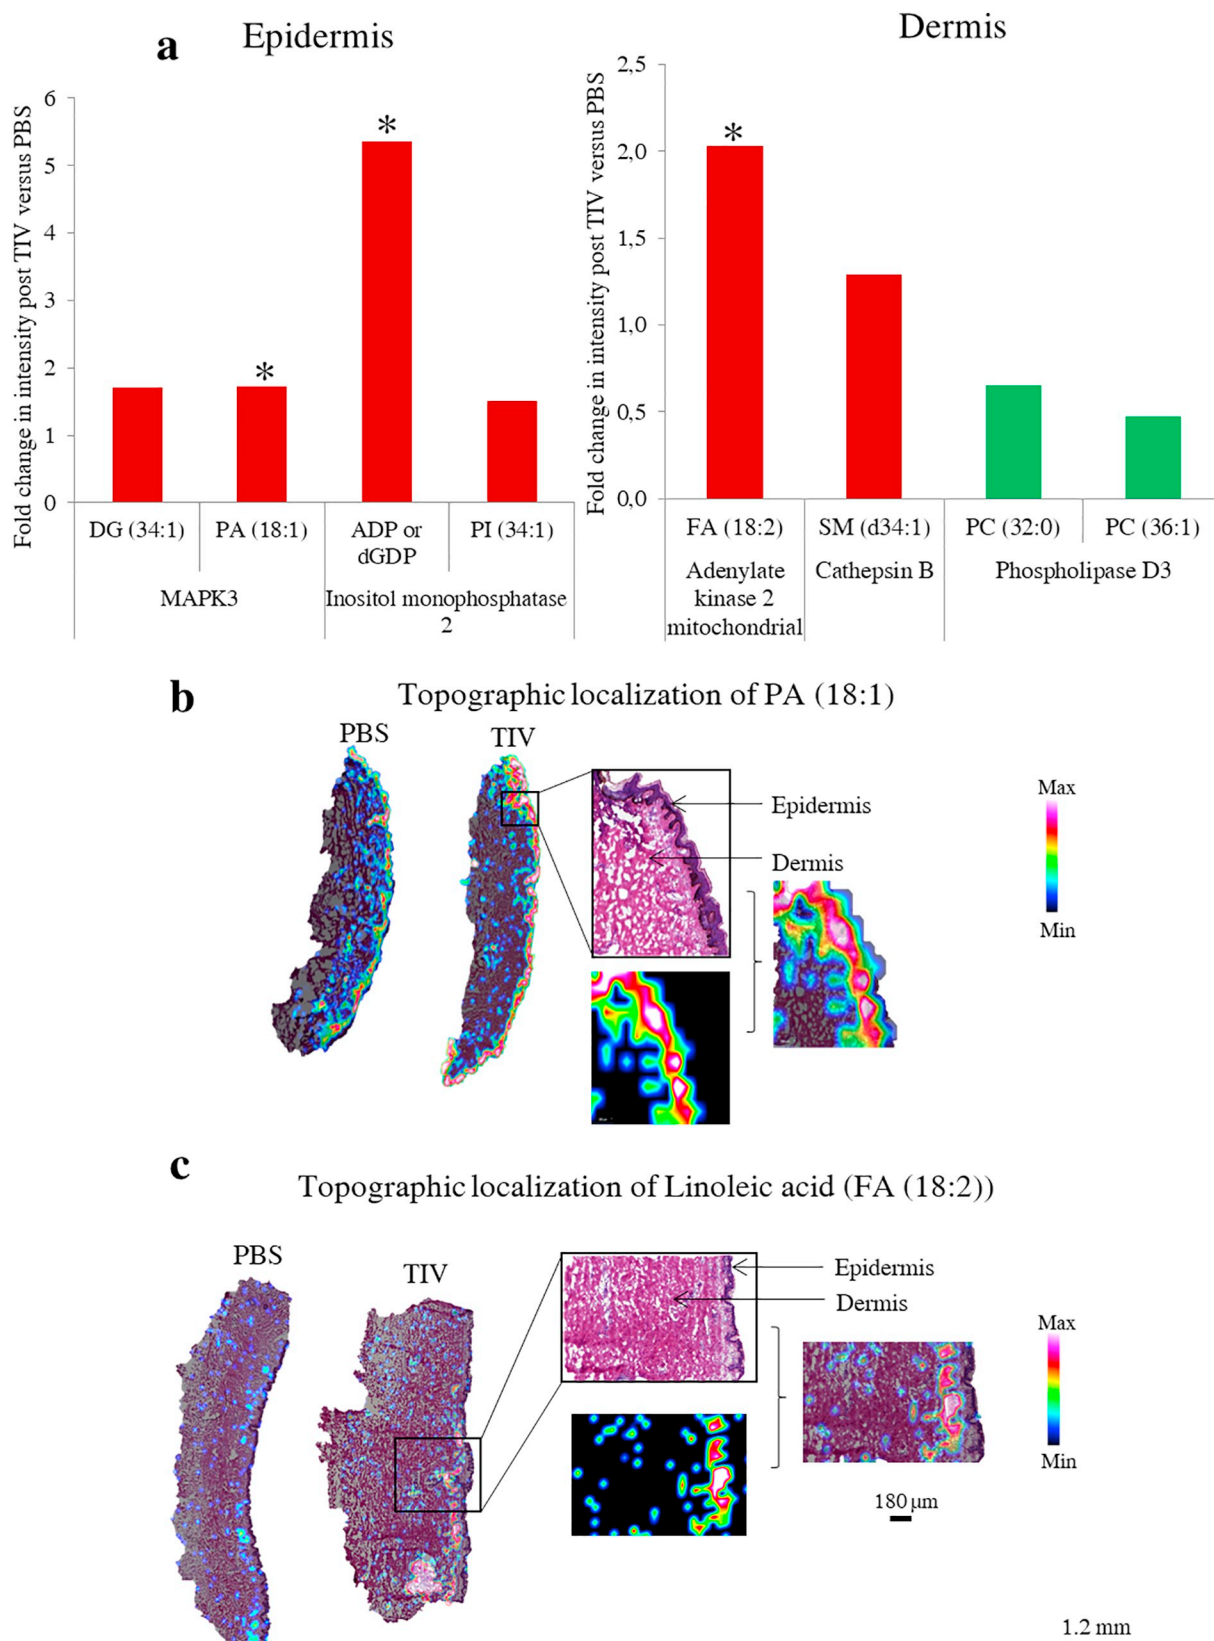 a
Epidermis
Fold change in intensity post TIV versus PBS
6
5
4
3
2
1
0
*
*
DG (34:1)
PA (18:1)
ADP or
dGDP
PI (34:1)
MAPK3
Inositol monophosphatase
2
Dermis
Fold change in intensity post TIV versus PBS
2,5
2,0
1,5
1,0
0,5
0,0
*
FA (18:2)
SM (d34:1)
PC (32:0)
PC (36:1)
Adenylate
kinase 2
mitochondrial
Cathepsin B
Phospholipase D3
b
Topographic localization of PA (18:1)
PBS
TIV
Epidermis
Dermis
Max
Min
c
Topographic localization of Linoleic acid (FA (18:2))
PBS
TIV
Epidermis
Dermis
Max
Min
180 µm
1.2 mm